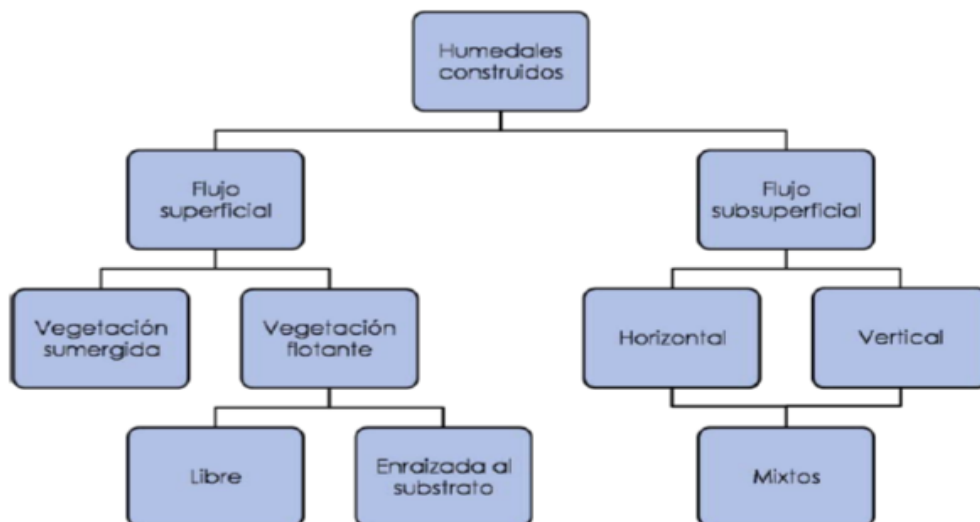 Humedales
construidos
Flujo
superficial
Flujo
subsuperficial
Vegetación
sumergida
Vegetación
flotante
Horizontal
Vertical
Libre
Enraizada al
substrato
Mixtos